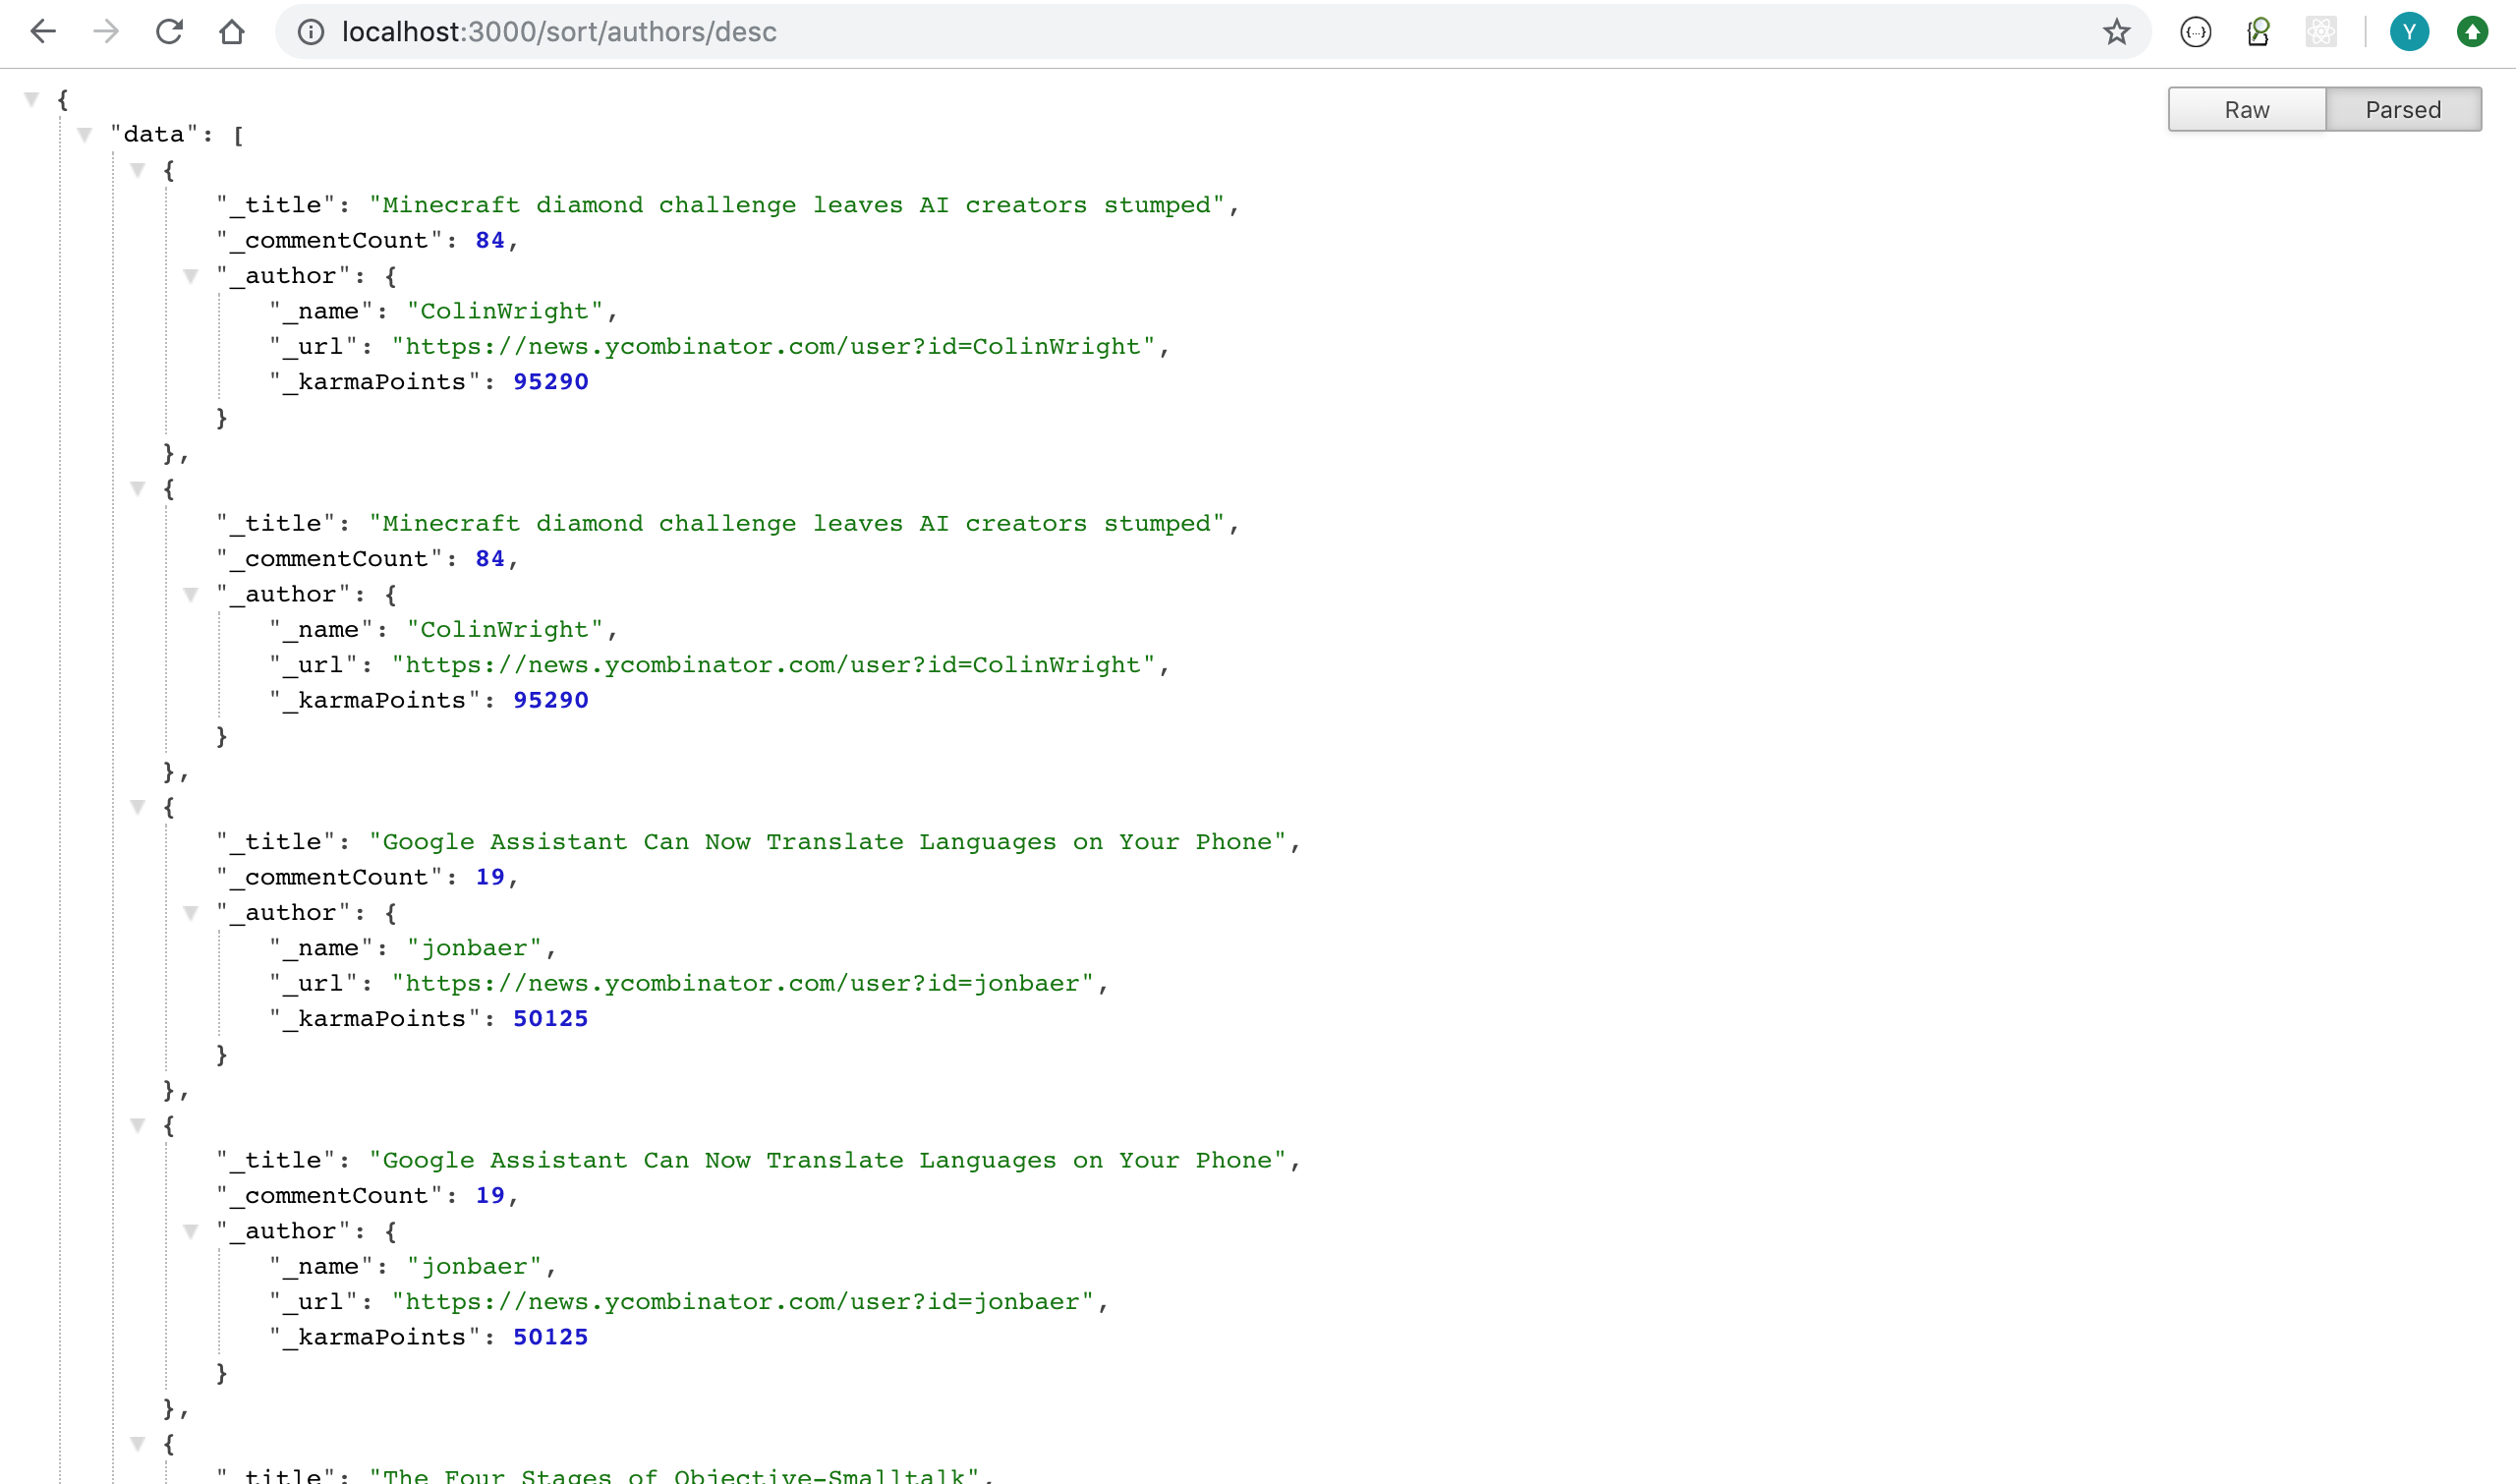 localhost:3000/sort/authors/desc
Y
Raw Parsed
{
"data": [
{
"_title": "Minecraft diamond challenge leaves AI creators stumped",
"_commentCount": 84,
"_author": {
"_name": "ColinWright",
"_url": "https://news.ycombinator.com/user?id=ColinWright",
"_karmaPoints": 95290
}
},
{
"_title": "Minecraft diamond challenge leaves AI creators stumped",
"_commentCount": 84,
"_author": {
"_name": "ColinWright",
"_url": "https://news.ycombinator.com/user?id=ColinWright",
"_karmaPoints": 95290
}
},
{
"_title": "Google Assistant Can Now Translate Languages on Your Phone",
"_commentCount": 19,
"_author": {
"_name": "jonbaer",
"_url": "https://news.ycombinator.com/user?id=jonbaer",
"_karmaPoints": 50125
}
},
{
"_title": "Google Assistant Can Now Translate Languages on Your Phone",
"_commentCount": 19,
"_author": {
"_name": "jonbaer",
"_url": "https://news.ycombinator.com/user?id=jonbaer",
"_karmaPoints": 50125
}
},
{
"_title": "The Four Stages of Objective-Smalltalk",